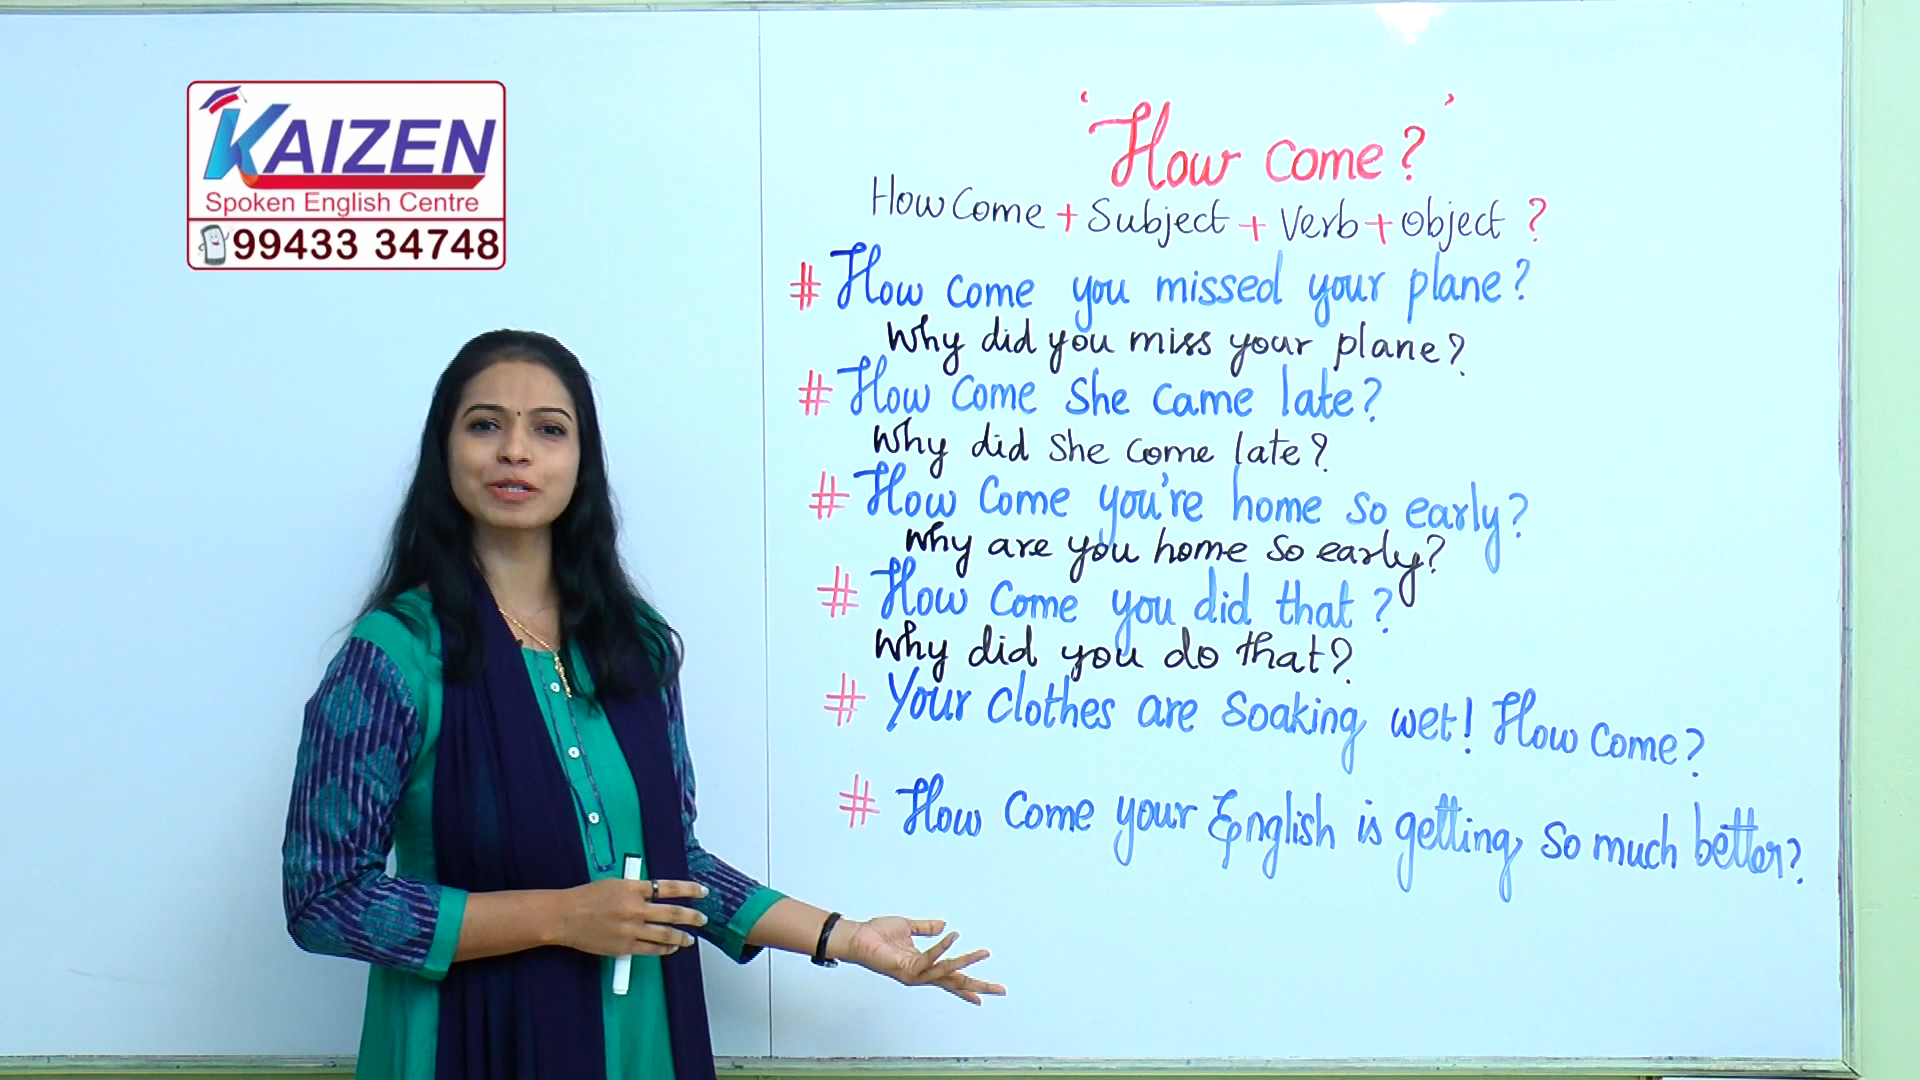 KAIZEN
Spoken English Centre
99433 34748
'How come?'
How Come + Subject + Verb + Object ?
# How come you missed your plane?
Why did you miss your plane?
# How come she came late?
Why did she come late?
# How come you're home so early?
Why are you home so early?
# How come you did that?
Why did you do that?
# Your clothes are soaking wet! How come?
# How come your English is getting so much better?